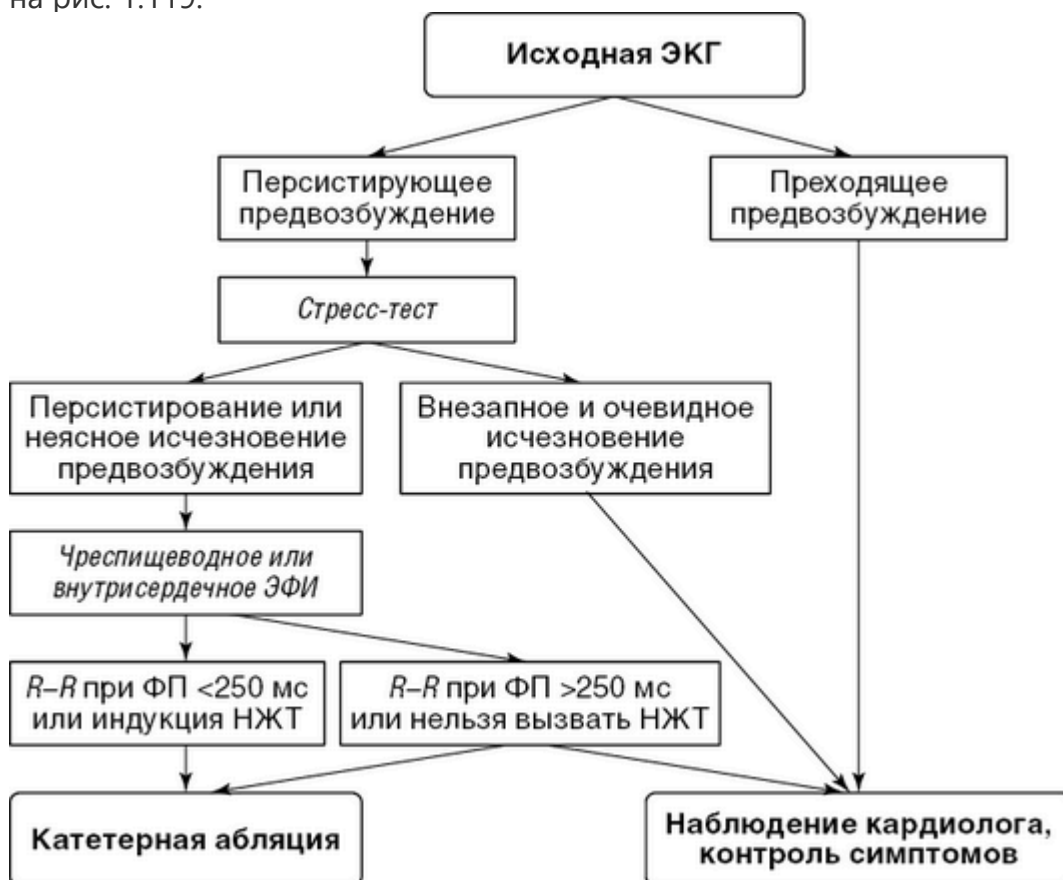 на рис. 1.119.
Исходная ЭКГ
Персистирующее
предвозбуждение
Преходящее
предвозбуждение
Стресс-тест
Персистирование или
неясное исчезновение
предвозбуждения
Внезапное и очевидное
исчезновение
предвозбуждения
Чреспищеводное или
внутрисердечное ЭФИ
R–R при ФП <250 мс
или индукция НЖТ
R–R при ФП >250 мс
или нельзя вызвать НЖТ
Катетерная абляция
Наблюдение кардиолога,
контроль симптомов